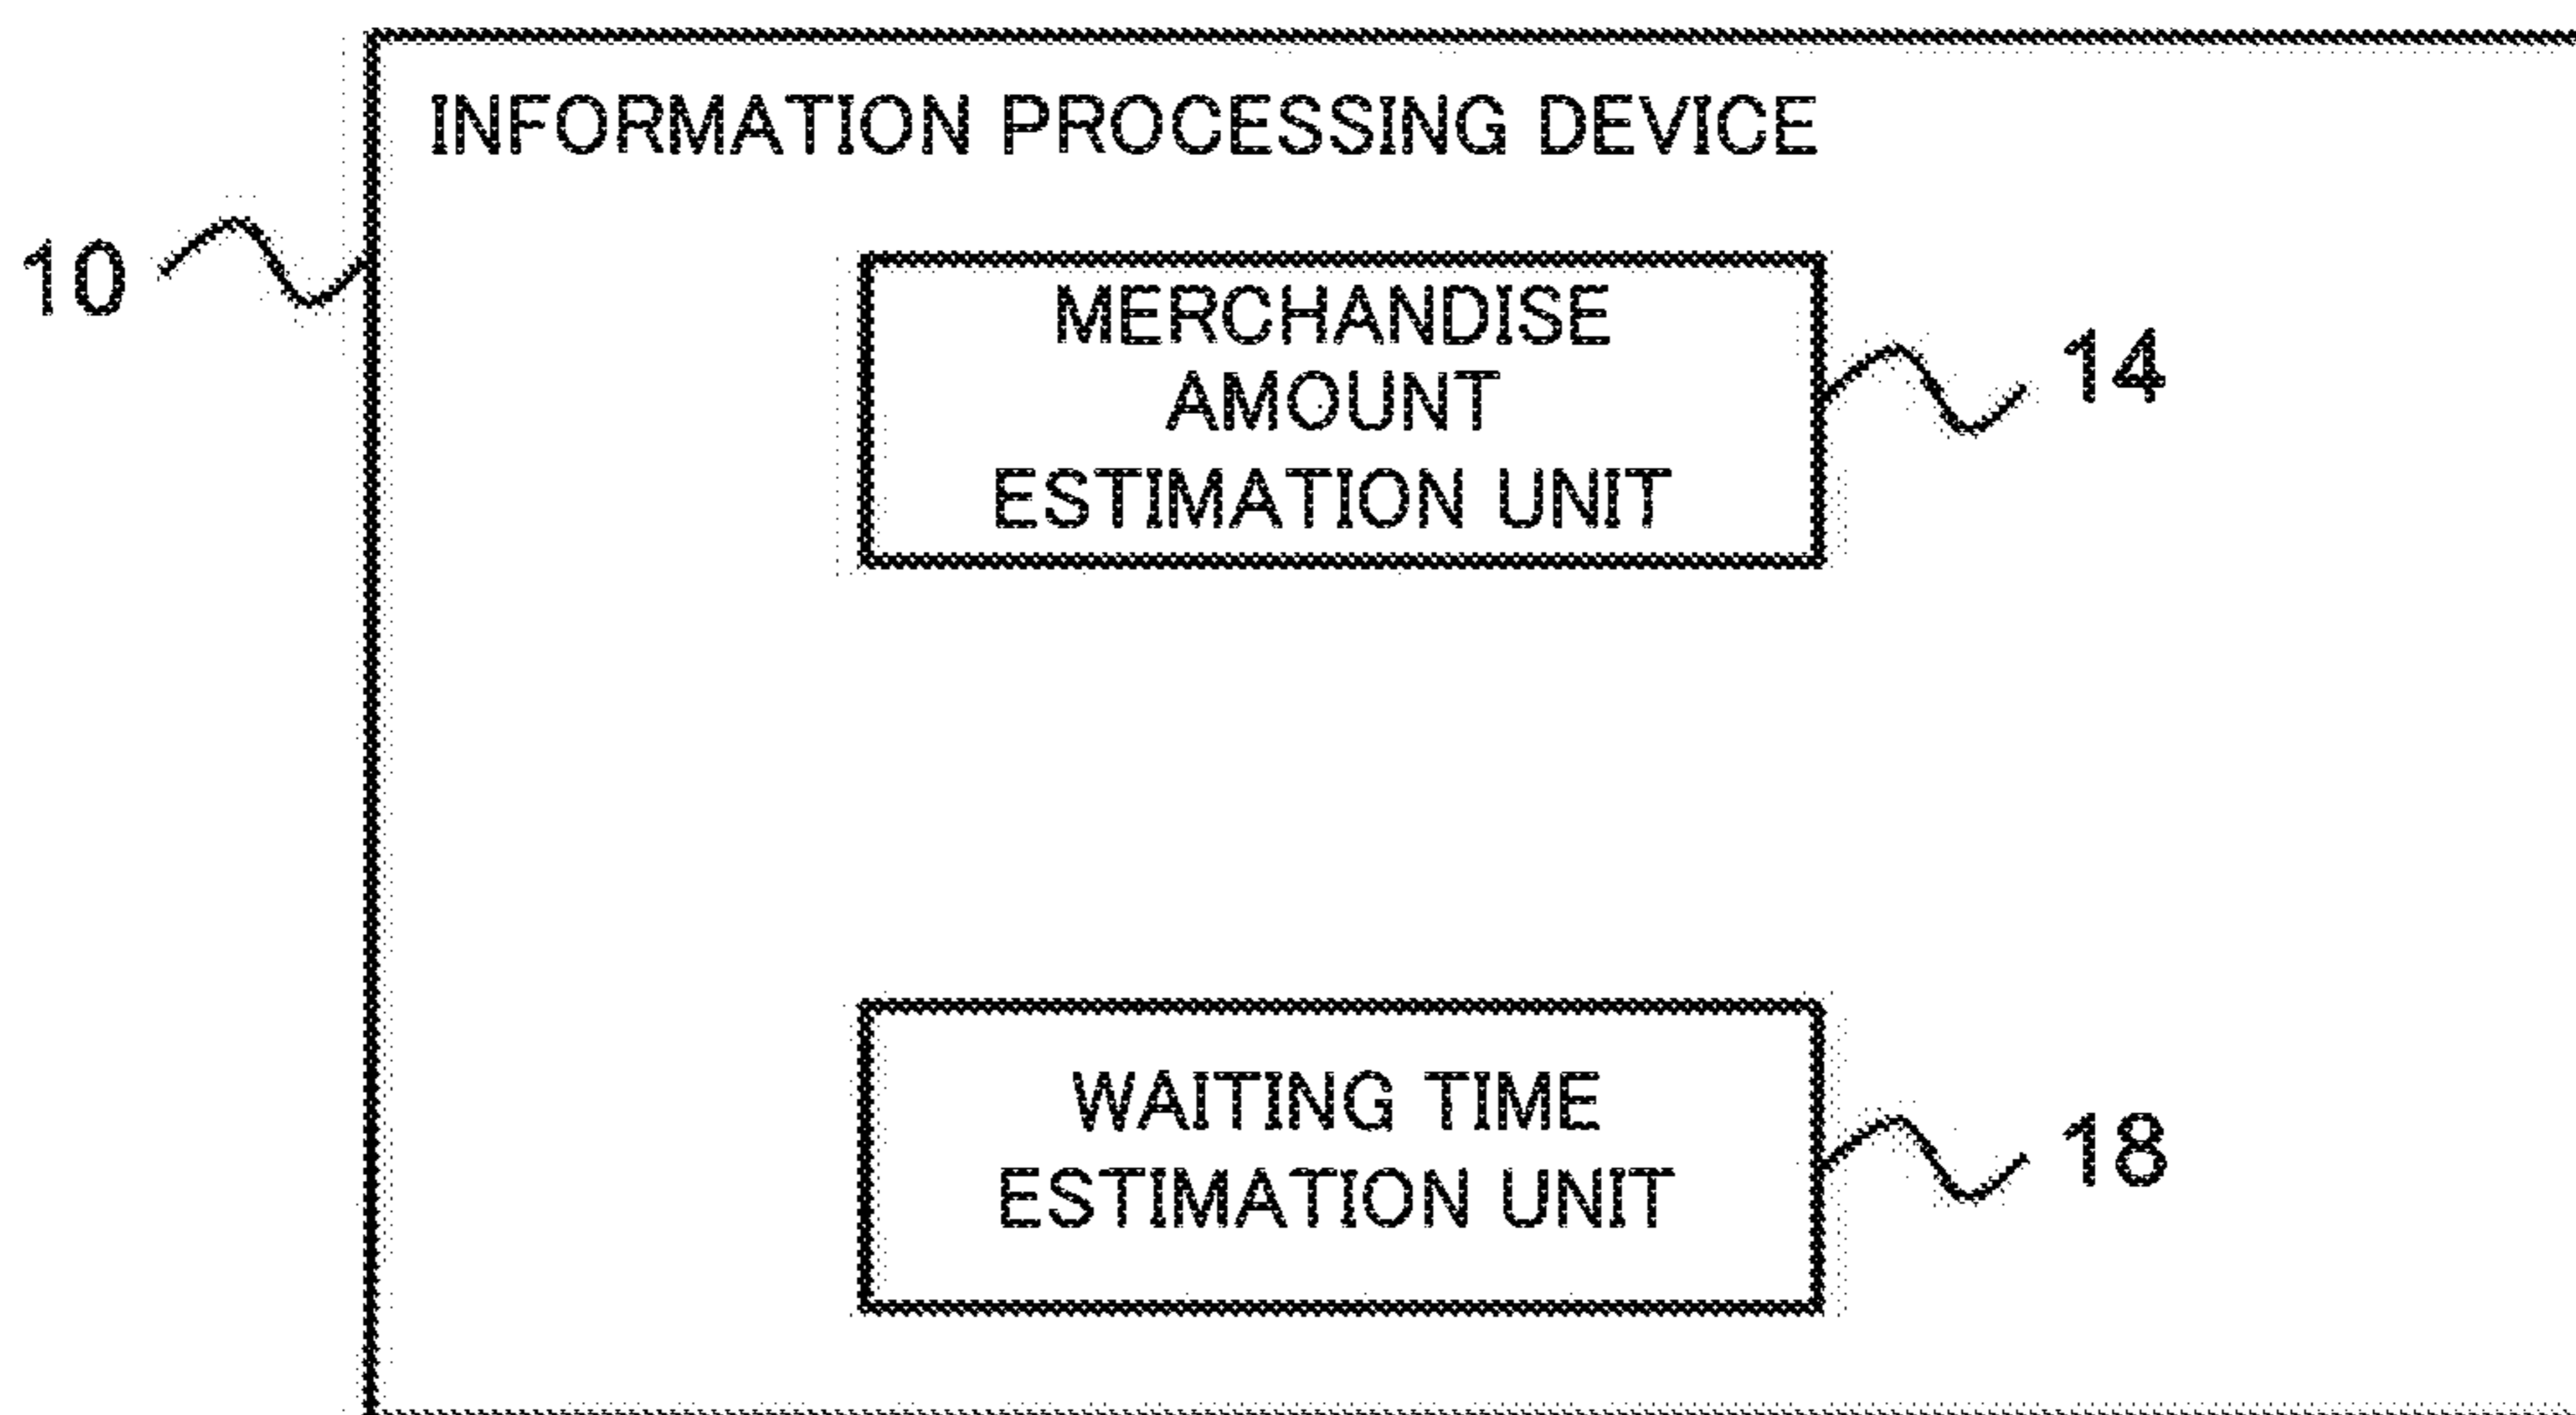 INFORMATION PROCESSING DEVICE
10
MERCHANDISE
AMOUNT
ESTIMATION UNIT
14
WAITING TIME
ESTIMATION UNIT
18